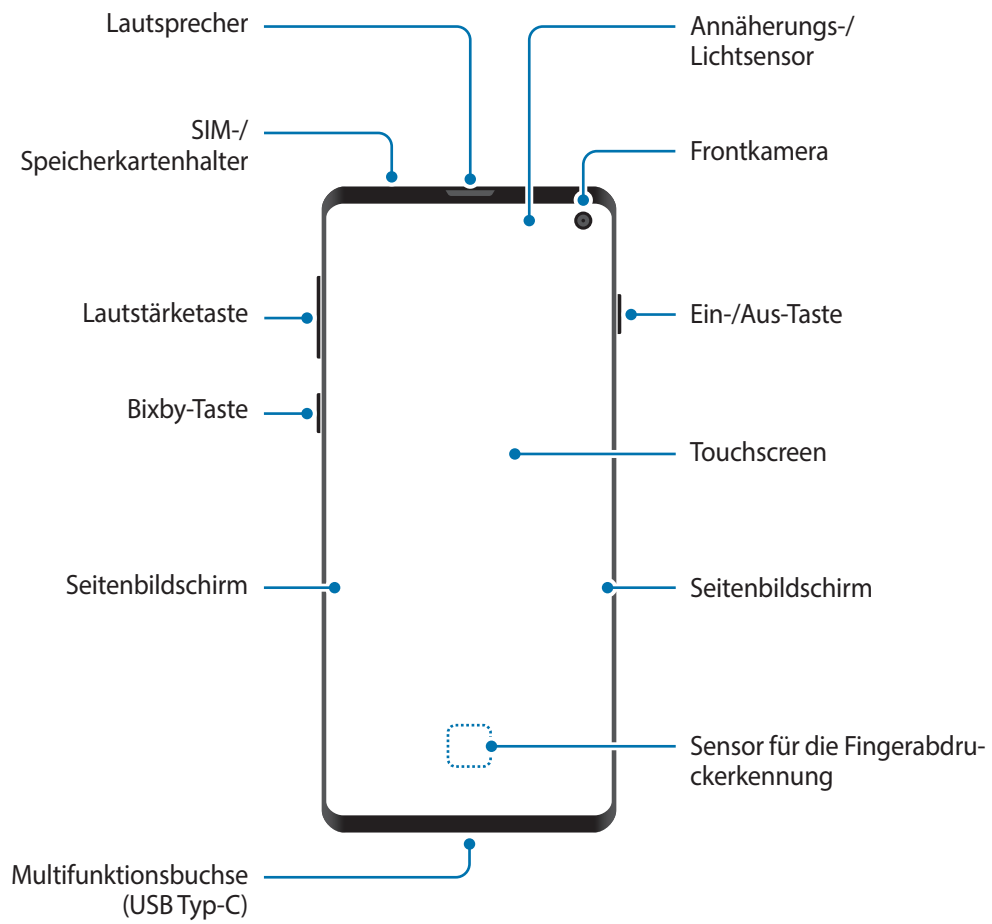 Lautsprecher
SIM-/
Speicherkartenhalter
Lautstärketaste
Bixby-Taste
Seitenbildschirm
Multifunktionsbuchse
(USB Typ-C)
Annäherungs-/
Lichtsensor
Frontkamera
Ein-/Aus-Taste
Touchscreen
Seitenbildschirm
Sensor für die Fingerabdru-
ckerkennung